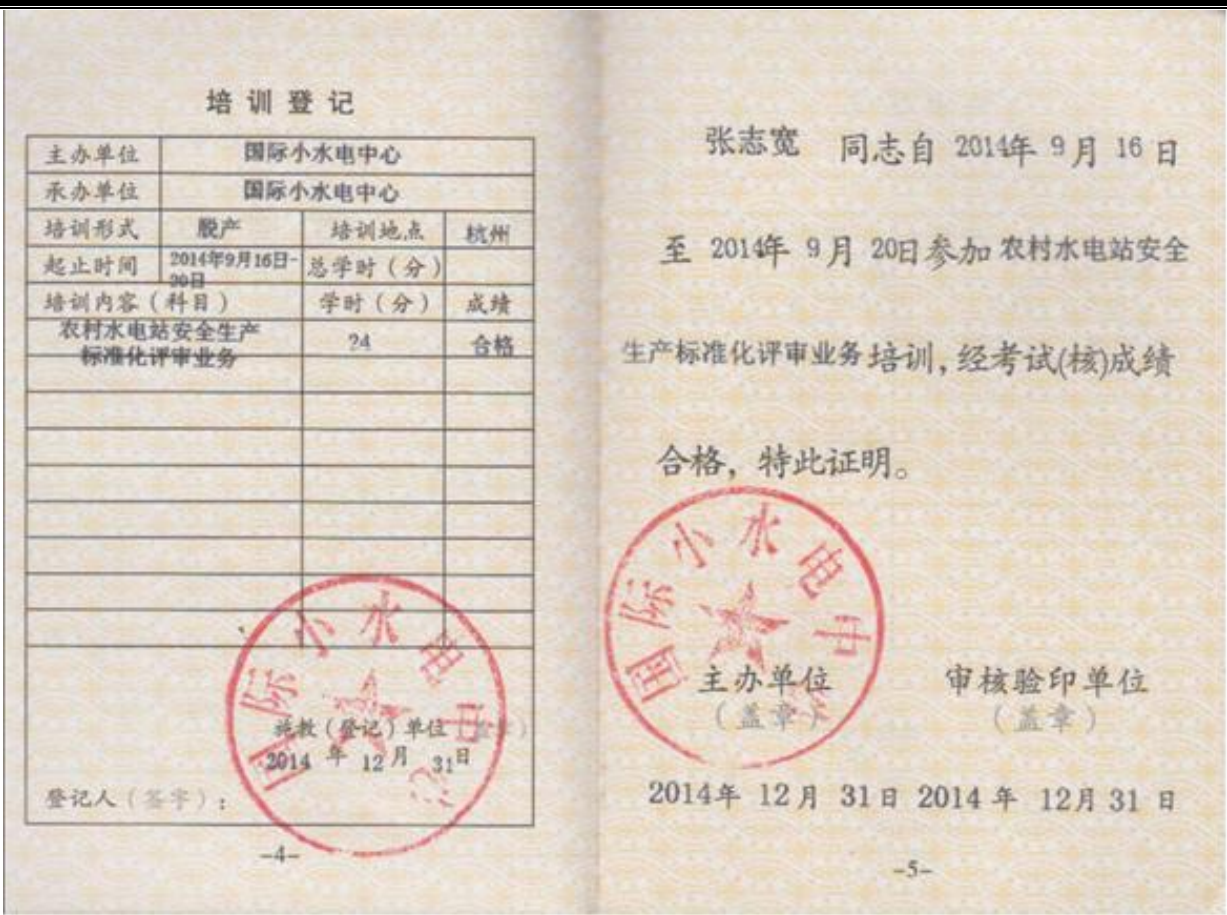 培训登记
主办单位 国际小水电中心
承办单位 国际小水电中心
培训形式 脱产 培训地点 杭州
起止时间 2014年9月16日-20日 总学时（分）
培训内容（科目） 学时（分） 成绩
农村水电站安全生产 24 合格
标准化评审业务
国际小水电中心
施教（登记）单位（盖章）
2014 年 12月 31日
登记人（签字）：
-4-
张志宽 同志自 2014年 9月 16日
至 2014年 9月 20日参加 农村水电站安全
生产标准化评审业务 培训，经考试(核)成绩
合格，特此证明。
国际小水电中心
主办单位 审核验印单位
（盖章） （盖章）
2014年 12月 31日 2014年 12月 31日
-5-